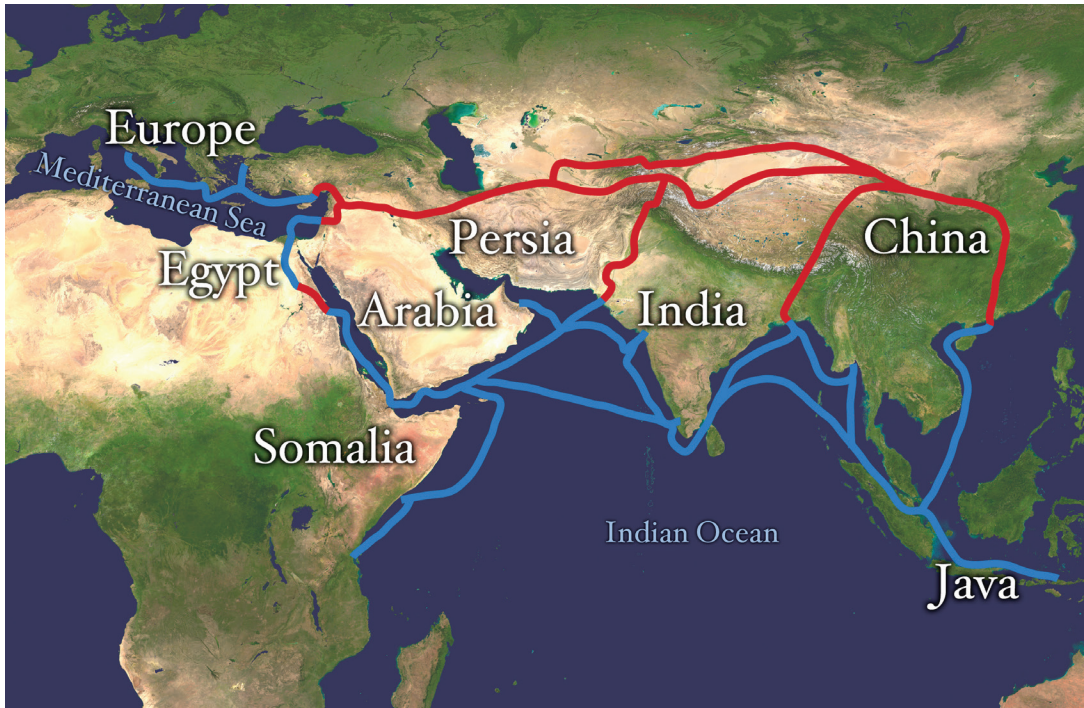 Europe
Mediterranean Sea
Egypt
Persia
China
Arabia
India
Somalia
Indian Ocean
Java